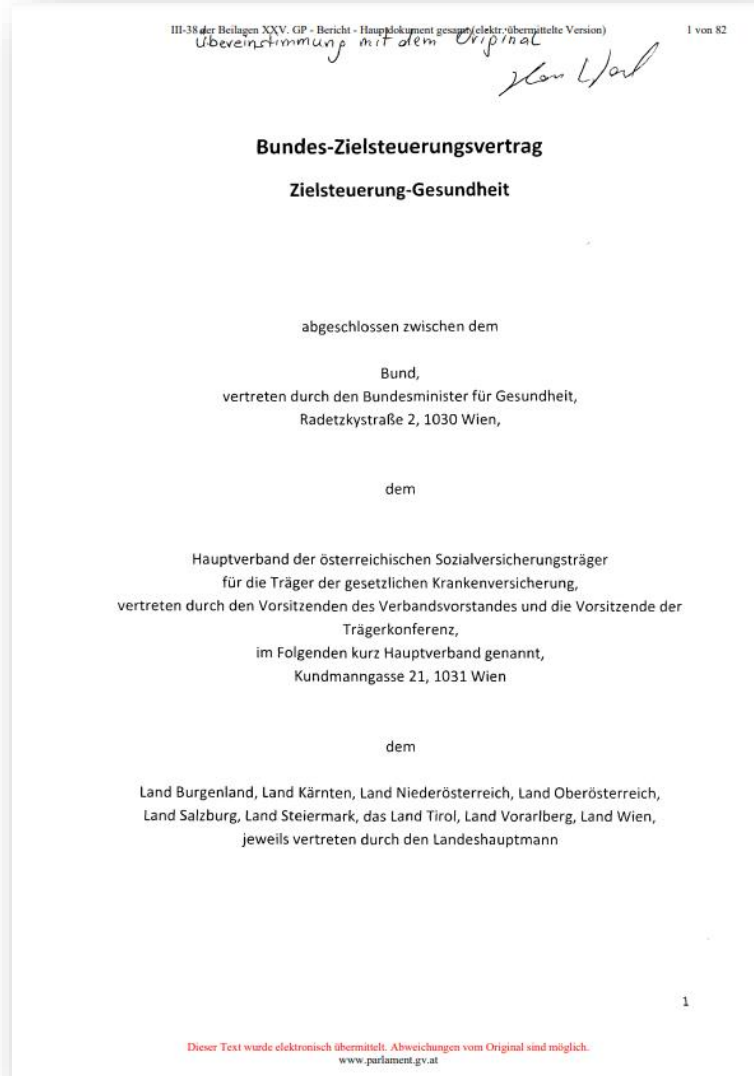 III-38 der Beilagen XXV. GP - Bericht - Hauptdokument gesamt (elektr. übermittelte Version) 1 von 82
Übereinstimmung mit dem Original
Bundes-Zielsteuerungsvertrag
Zielsteuerung-Gesundheit
abgeschlossen zwischen dem
Bund,
vertreten durch den Bundesminister für Gesundheit,
Radetzkystraße 2, 1030 Wien,
dem
Hauptverband der österreichischen Sozialversicherungsträger
für die Träger der gesetzlichen Krankenversicherung,
vertreten durch den Vorsitzenden des Verbandsvorstandes und die Vorsitzende der
Trägerkonferenz,
im Folgenden kurz Hauptverband genannt,
Kundmanngasse 21, 1031 Wien
dem
Land Burgenland, Land Kärnten, Land Niederösterreich, Land Oberösterreich,
Land Salzburg, Land Steiermark, das Land Tirol, Land Vorarlberg, Land Wien,
jeweils vertreten durch den Landeshauptmann
1
Dieser Text wurde elektronisch übermittelt. Abweichungen vom Original sind möglich.
www.parlament.gv.at